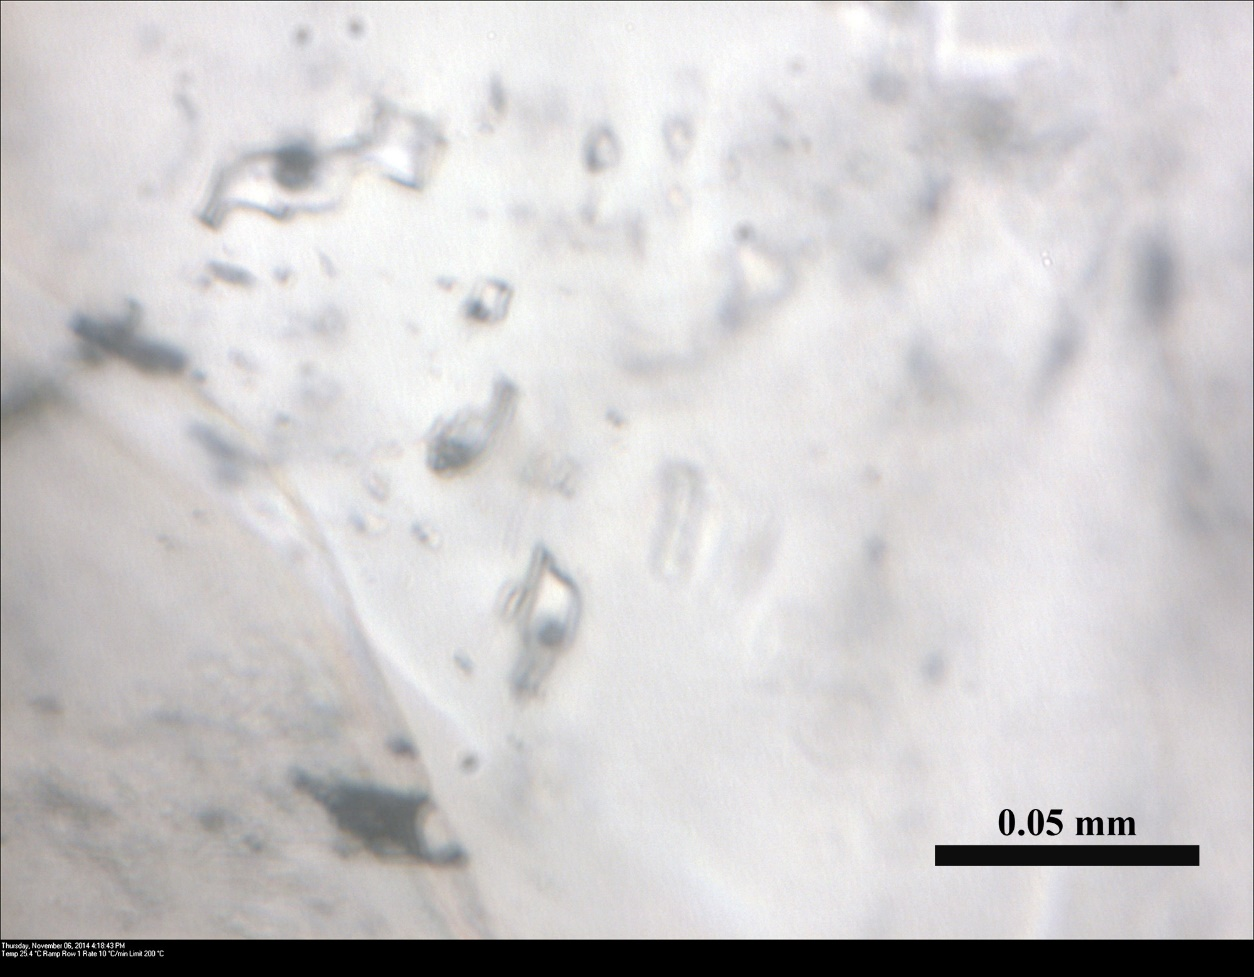 0.05 mm
Thursday, November 06, 2014 4:18:43 PM
Temp 25.4 °C Ramp Row 1 Rate 10 °C/min Limit 200 °C